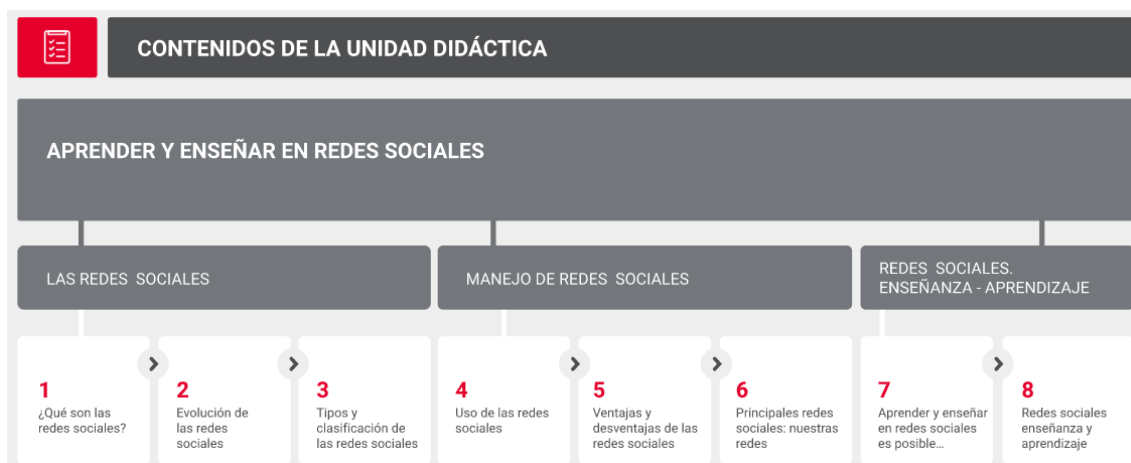 CONTENIDOS DE LA UNIDAD DIDÁCTICA
APRENDER Y ENSEÑAR EN REDES SOCIALES
LAS REDES SOCIALES
MANEJO DE REDES SOCIALES
REDES SOCIALES.
ENSEÑANZA - APRENDIZAJE
1
¿Qué son las
redes sociales?
2
Evolución de
las redes
sociales
3
Tipos y
clasificación de
las redes sociales
4
Uso de las redes
sociales
5
Ventajas y
desventajas de las
redes sociales
6
Principales redes
sociales: nuestras
redes
7
Aprender y enseñar
en redes sociales
es posible...
8
Redes sociales
enseñanza y
aprendizaje